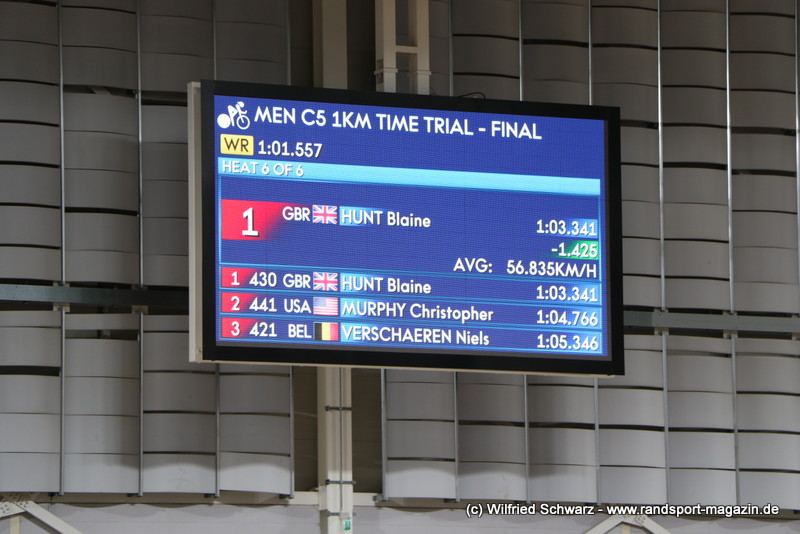 MEN C5 1KM TIME TRIAL - FINAL
WR 1:01.557
HEAT 6 OF 6
1 GBR HUNT Blaine 1:03.341
-1.425
AVG: 56.835KM/H
1 430 GBR HUNT Blaine 1:03.341
2 441 USA MURPHY Christopher 1:04.766
3 421 BEL VERSCHAEREN Niels 1:05.346
(c) Wilfried Schwarz - www.randsport-magazin.de